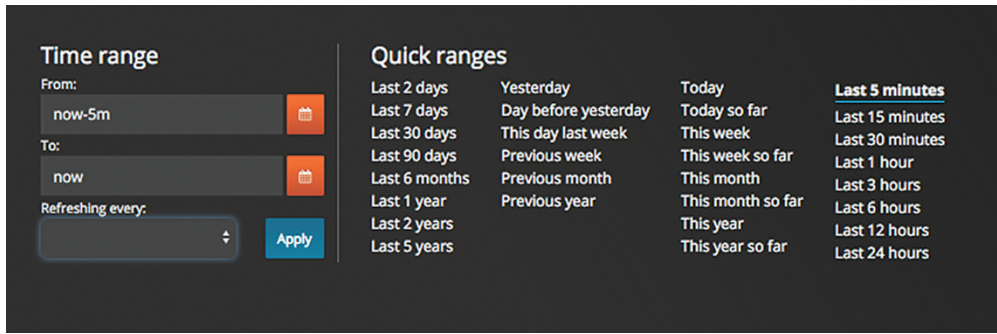 Time range
From:
now-5m
To:
now
Refreshing every:
Apply
Quick ranges
Last 2 days
Last 7 days
Last 30 days
Last 90 days
Last 6 months
Last 1 year
Last 2 years
Last 5 years
Yesterday
Day before yesterday
This day last week
Previous week
Previous month
Previous year
Today
Today so far
This week
This week so far
This month
This month so far
This year
This year so far
Last 5 minutes
Last 15 minutes
Last 30 minutes
Last 1 hour
Last 3 hours
Last 6 hours
Last 12 hours
Last 24 hours